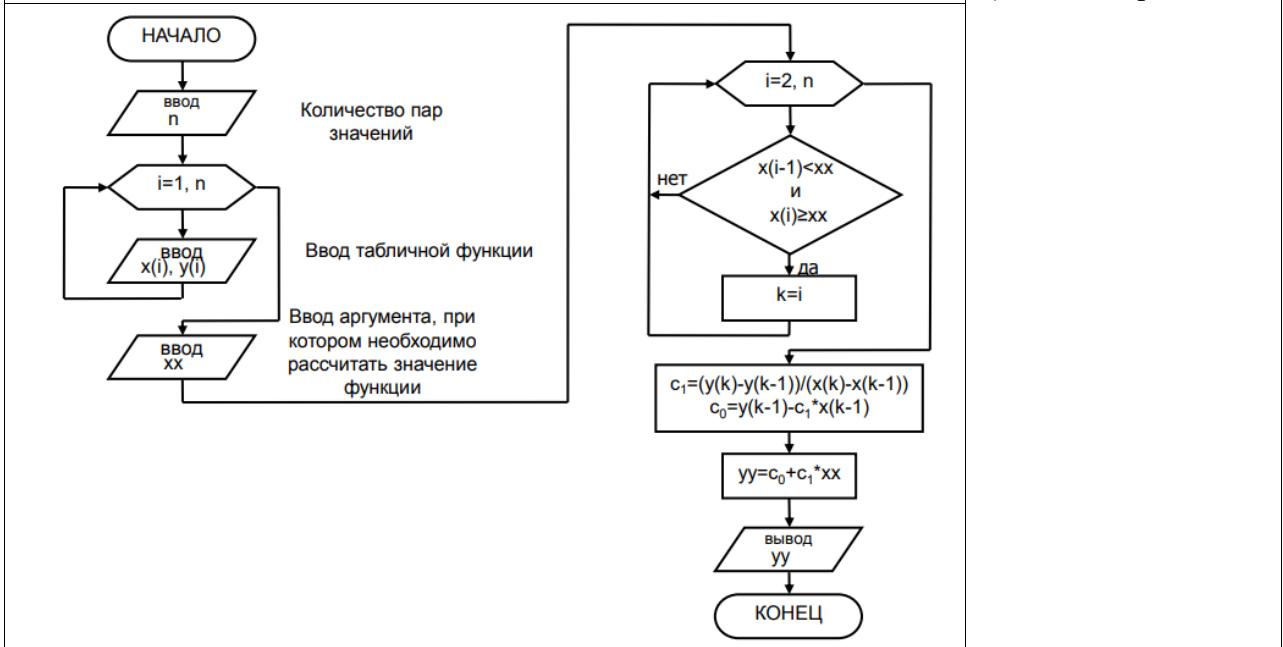 НАЧАЛО
ввод
n
Количество пар
значений
i=1, n
ввод
x(i), y(i)
Ввод табличной функции
ввод
xx
Ввод аргумента, при
котором необходимо
рассчитать значение
функции
i=2, n
x(i-1)<xx
и
x(i)≥xx
нет
да
k=i
c₁=(y(k)-y(k-1))/(x(k)-x(k-1))
c₀=y(k-1)-c₁*x(k-1)
yy=c₀+c₁*xx
вывод
yy
КОНЕЦ